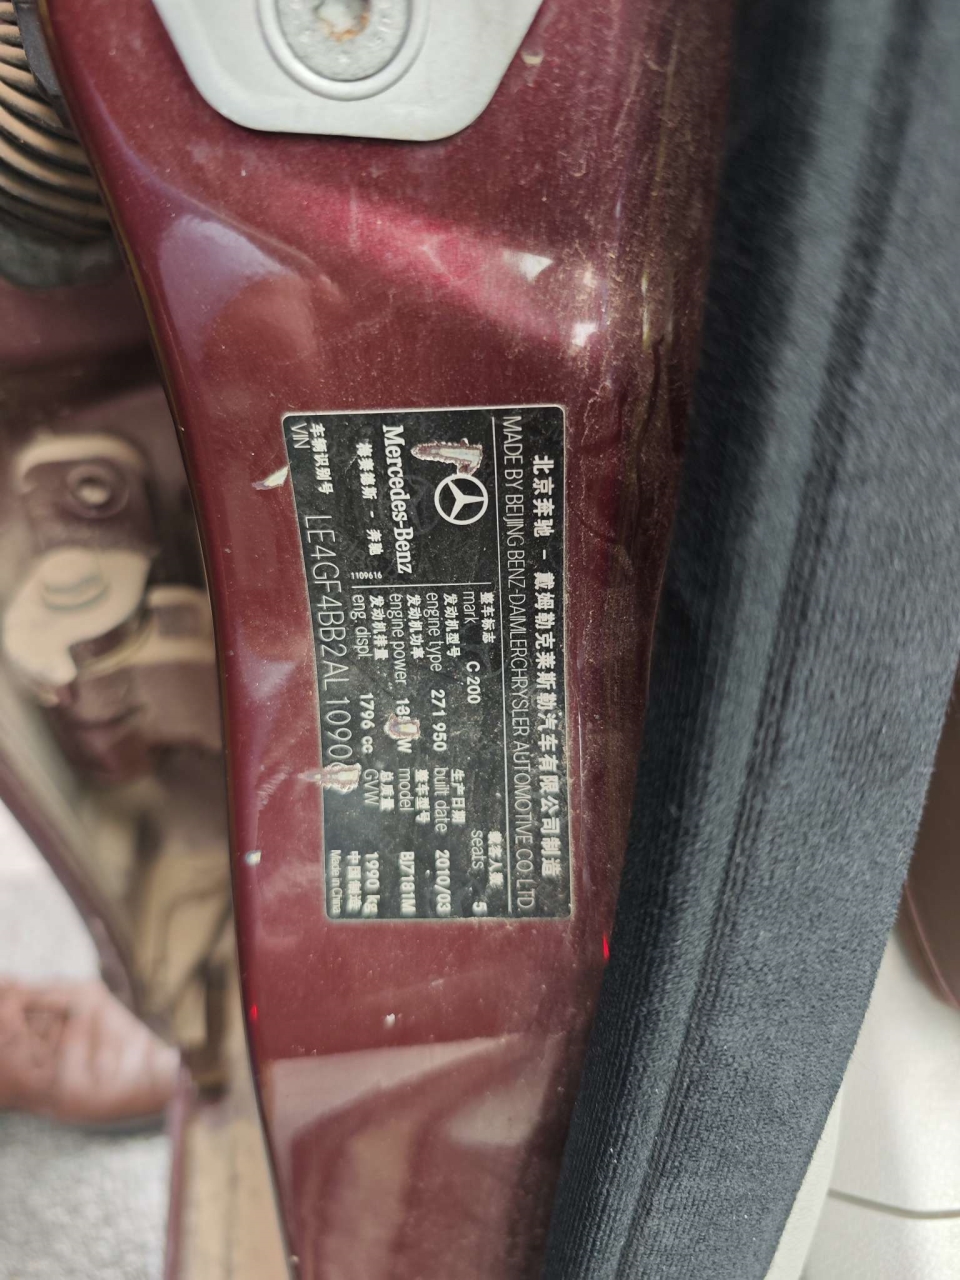 北京奔驰 - 戴姆勒克莱斯勒汽车有限公司制造
MADE BY BEIJING BENZ-DAIMLERCHRYSLER AUTOMOTIVE CO.,LTD.
整车标志
mark C 200
载客人数
seats 5
发动机型号
engine type 271 950
生产日期
built date 2010/03
发动机功率
engine power
整车型号
model BJ7181M
发动机排量
eng. displ. 1796 cc
总质量
GVW 1990 kg
Mercedes-Benz
梅赛德斯 - 奔驰
1109616
车辆识别号
VIN LE4GF4BB2AL1090
中国制造
Made in China